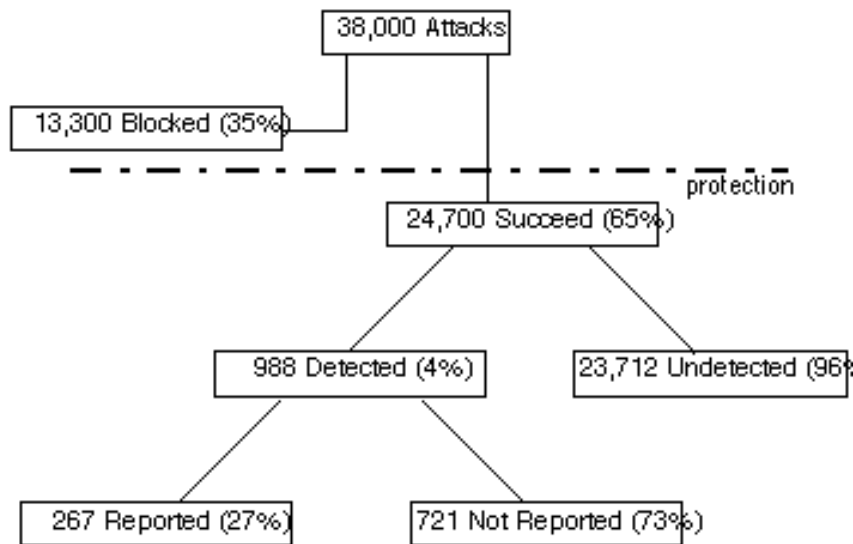 38,000 Attacks
13,300 Blocked (35%)
protection
24,700 Succeed (65%)
988 Detected (4%)
23,712 Undetected (96%
267 Reported (27%)
721 Not Reported (73%)